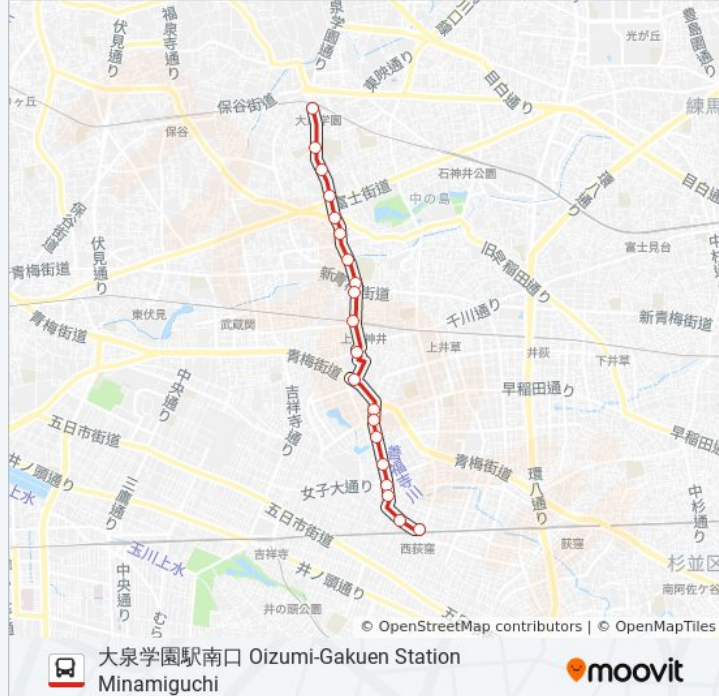 伏見通り
福泉寺通り
泉学園通り
豊島園通り
光が丘
東映通り
目白通り
ヶ丘
保谷街道
大泉学園
練馬
保谷
石神井公園
環八通り
目白通り
富士街道
中の島
保谷街道
伏見通り
旧早稲田通り
富士見台
青梅街道
新青梅街道
東伏見
武蔵関
千川通り
新青梅街道
青梅街道
上石神井
上井草
井荻
下井草
青梅街道
早稲田通り
中央通り
吉祥寺通り
五日市街道
早稲田通り
井ノ頭通り
善福寺川
青梅街道
上水
三鷹通り
女子大通り
環八通り
中杉通り
五日市街道
玉川上水
吉祥寺
西荻窪
荻窪
杉並区
中央通り
井ノ頭通り
井の頭公園
南阿佐ケ谷
むら
© OpenStreetMap contributors | © OpenMapTiles
大泉学園駅南口 Oizumi-Gakuen Station
Minamiguchi
moovit